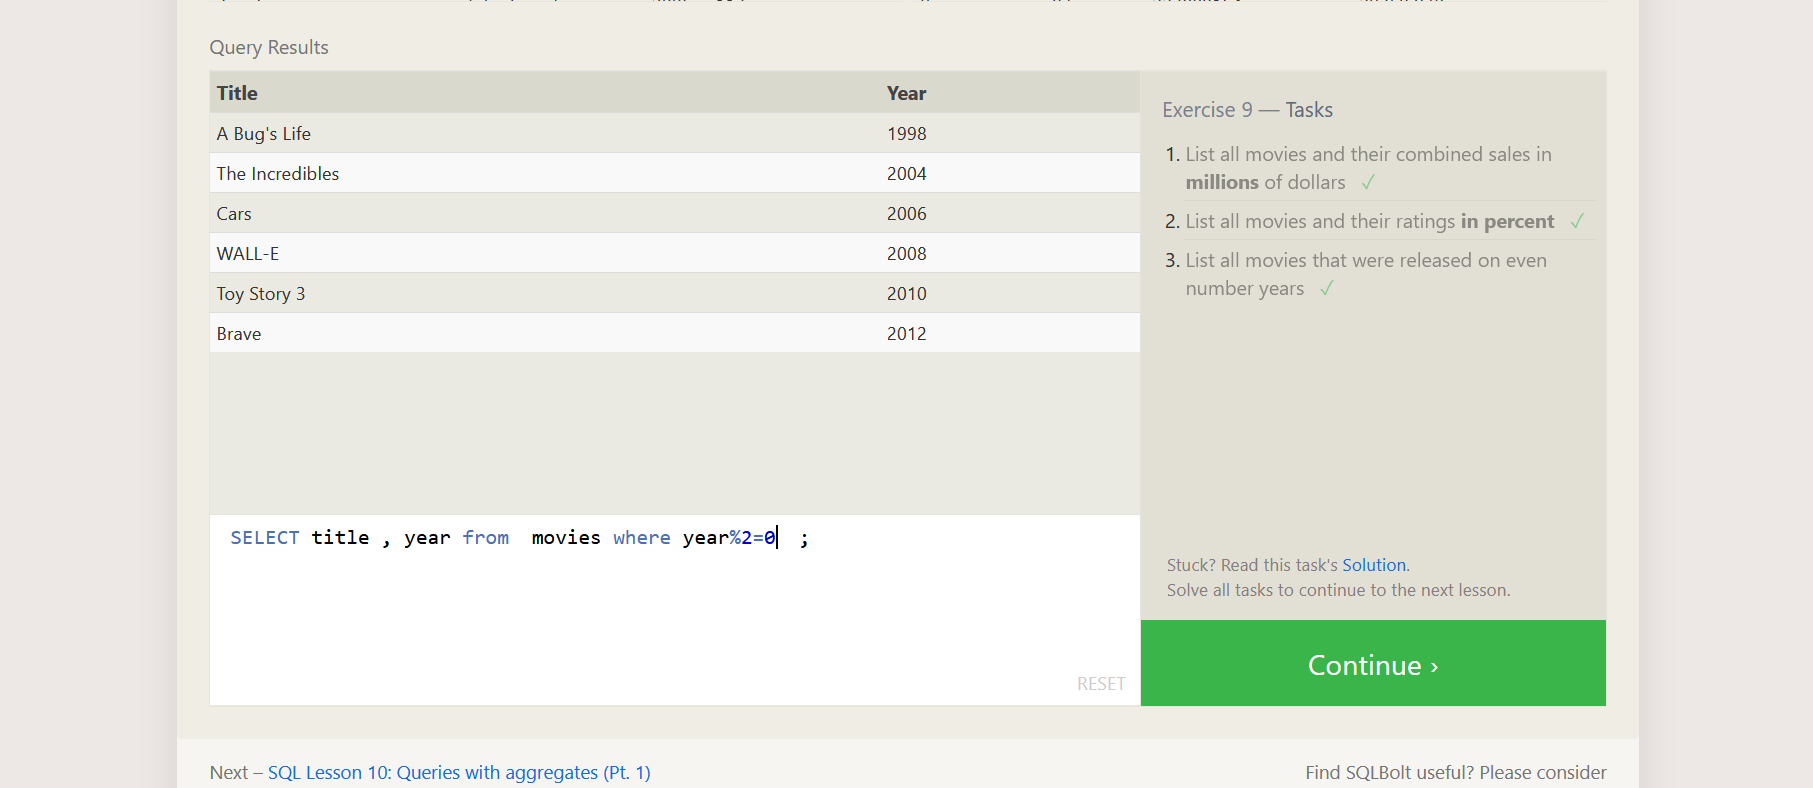 Query Results
Title Year
A Bug's Life 1998
The Incredibles 2004
Cars 2006
WALL-E 2008
Toy Story 3 2010
Brave 2012
SELECT title , year from  movies where year%2=0  ;
RESET
Exercise 9 — Tasks
1. List all movies and their combined sales in
millions of dollars ✓
2. List all movies and their ratings in percent ✓
3. List all movies that were released on even
number years ✓
Stuck? Read this task's Solution.
Solve all tasks to continue to the next lesson.
Continue ›
Next – SQL Lesson 10: Queries with aggregates (Pt. 1)
Find SQLBolt useful? Please consider